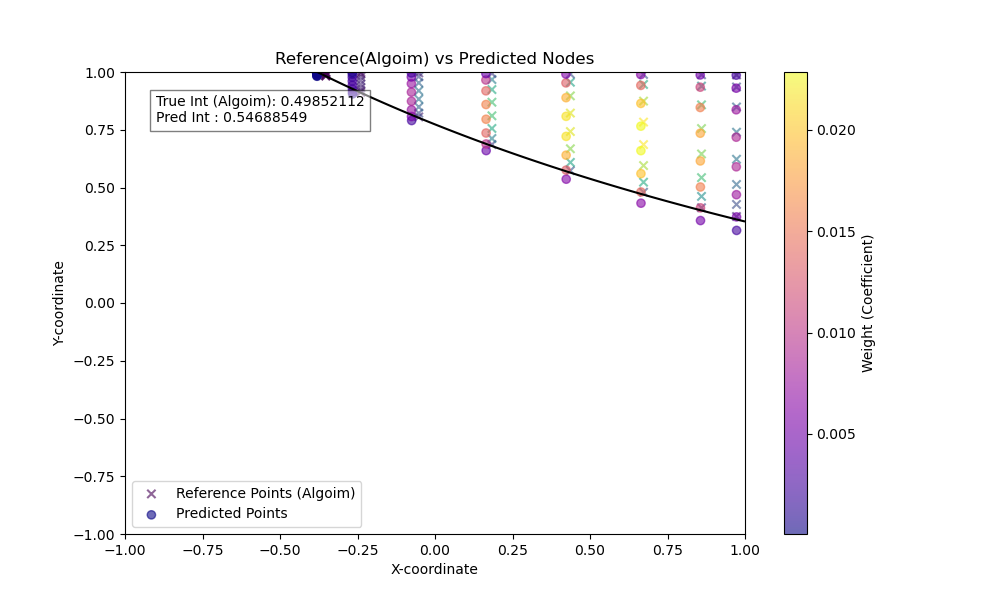 Reference(Algoim) vs Predicted Nodes
True Int (Algoim): 0.49852112
Pred Int : 0.54688549
Y-coordinate
1.00
0.75
0.50
0.25
0.00
−0.25
−0.50
−0.75
−1.00
Reference Points (Algoim)
Predicted Points
−1.00 −0.75 −0.50 −0.25 0.00 0.25 0.50 0.75 1.00
X-coordinate
0.020
0.015
0.010
0.005
Weight (Coefficient)